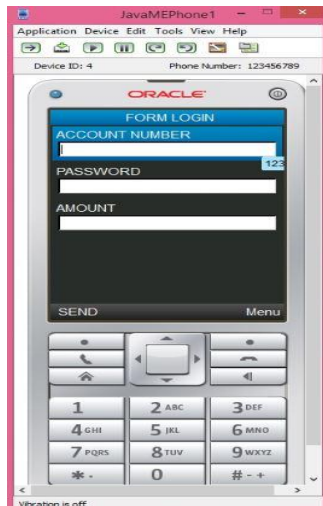 JavaMEPhone1
Application Device Edit Tools View Help
Device ID: 4 Phone Number: 123456789
ORACLE
FORM LOGIN
ACCOUNT NUMBER
123
PASSWORD
AMOUNT
SEND Menu
1 2 ABC 3 DEF
4 GHI 5 JKL 6 MNO
7 PQRS 8 TUV 9 WXYZ
* . 0 # - +
Vibration is off